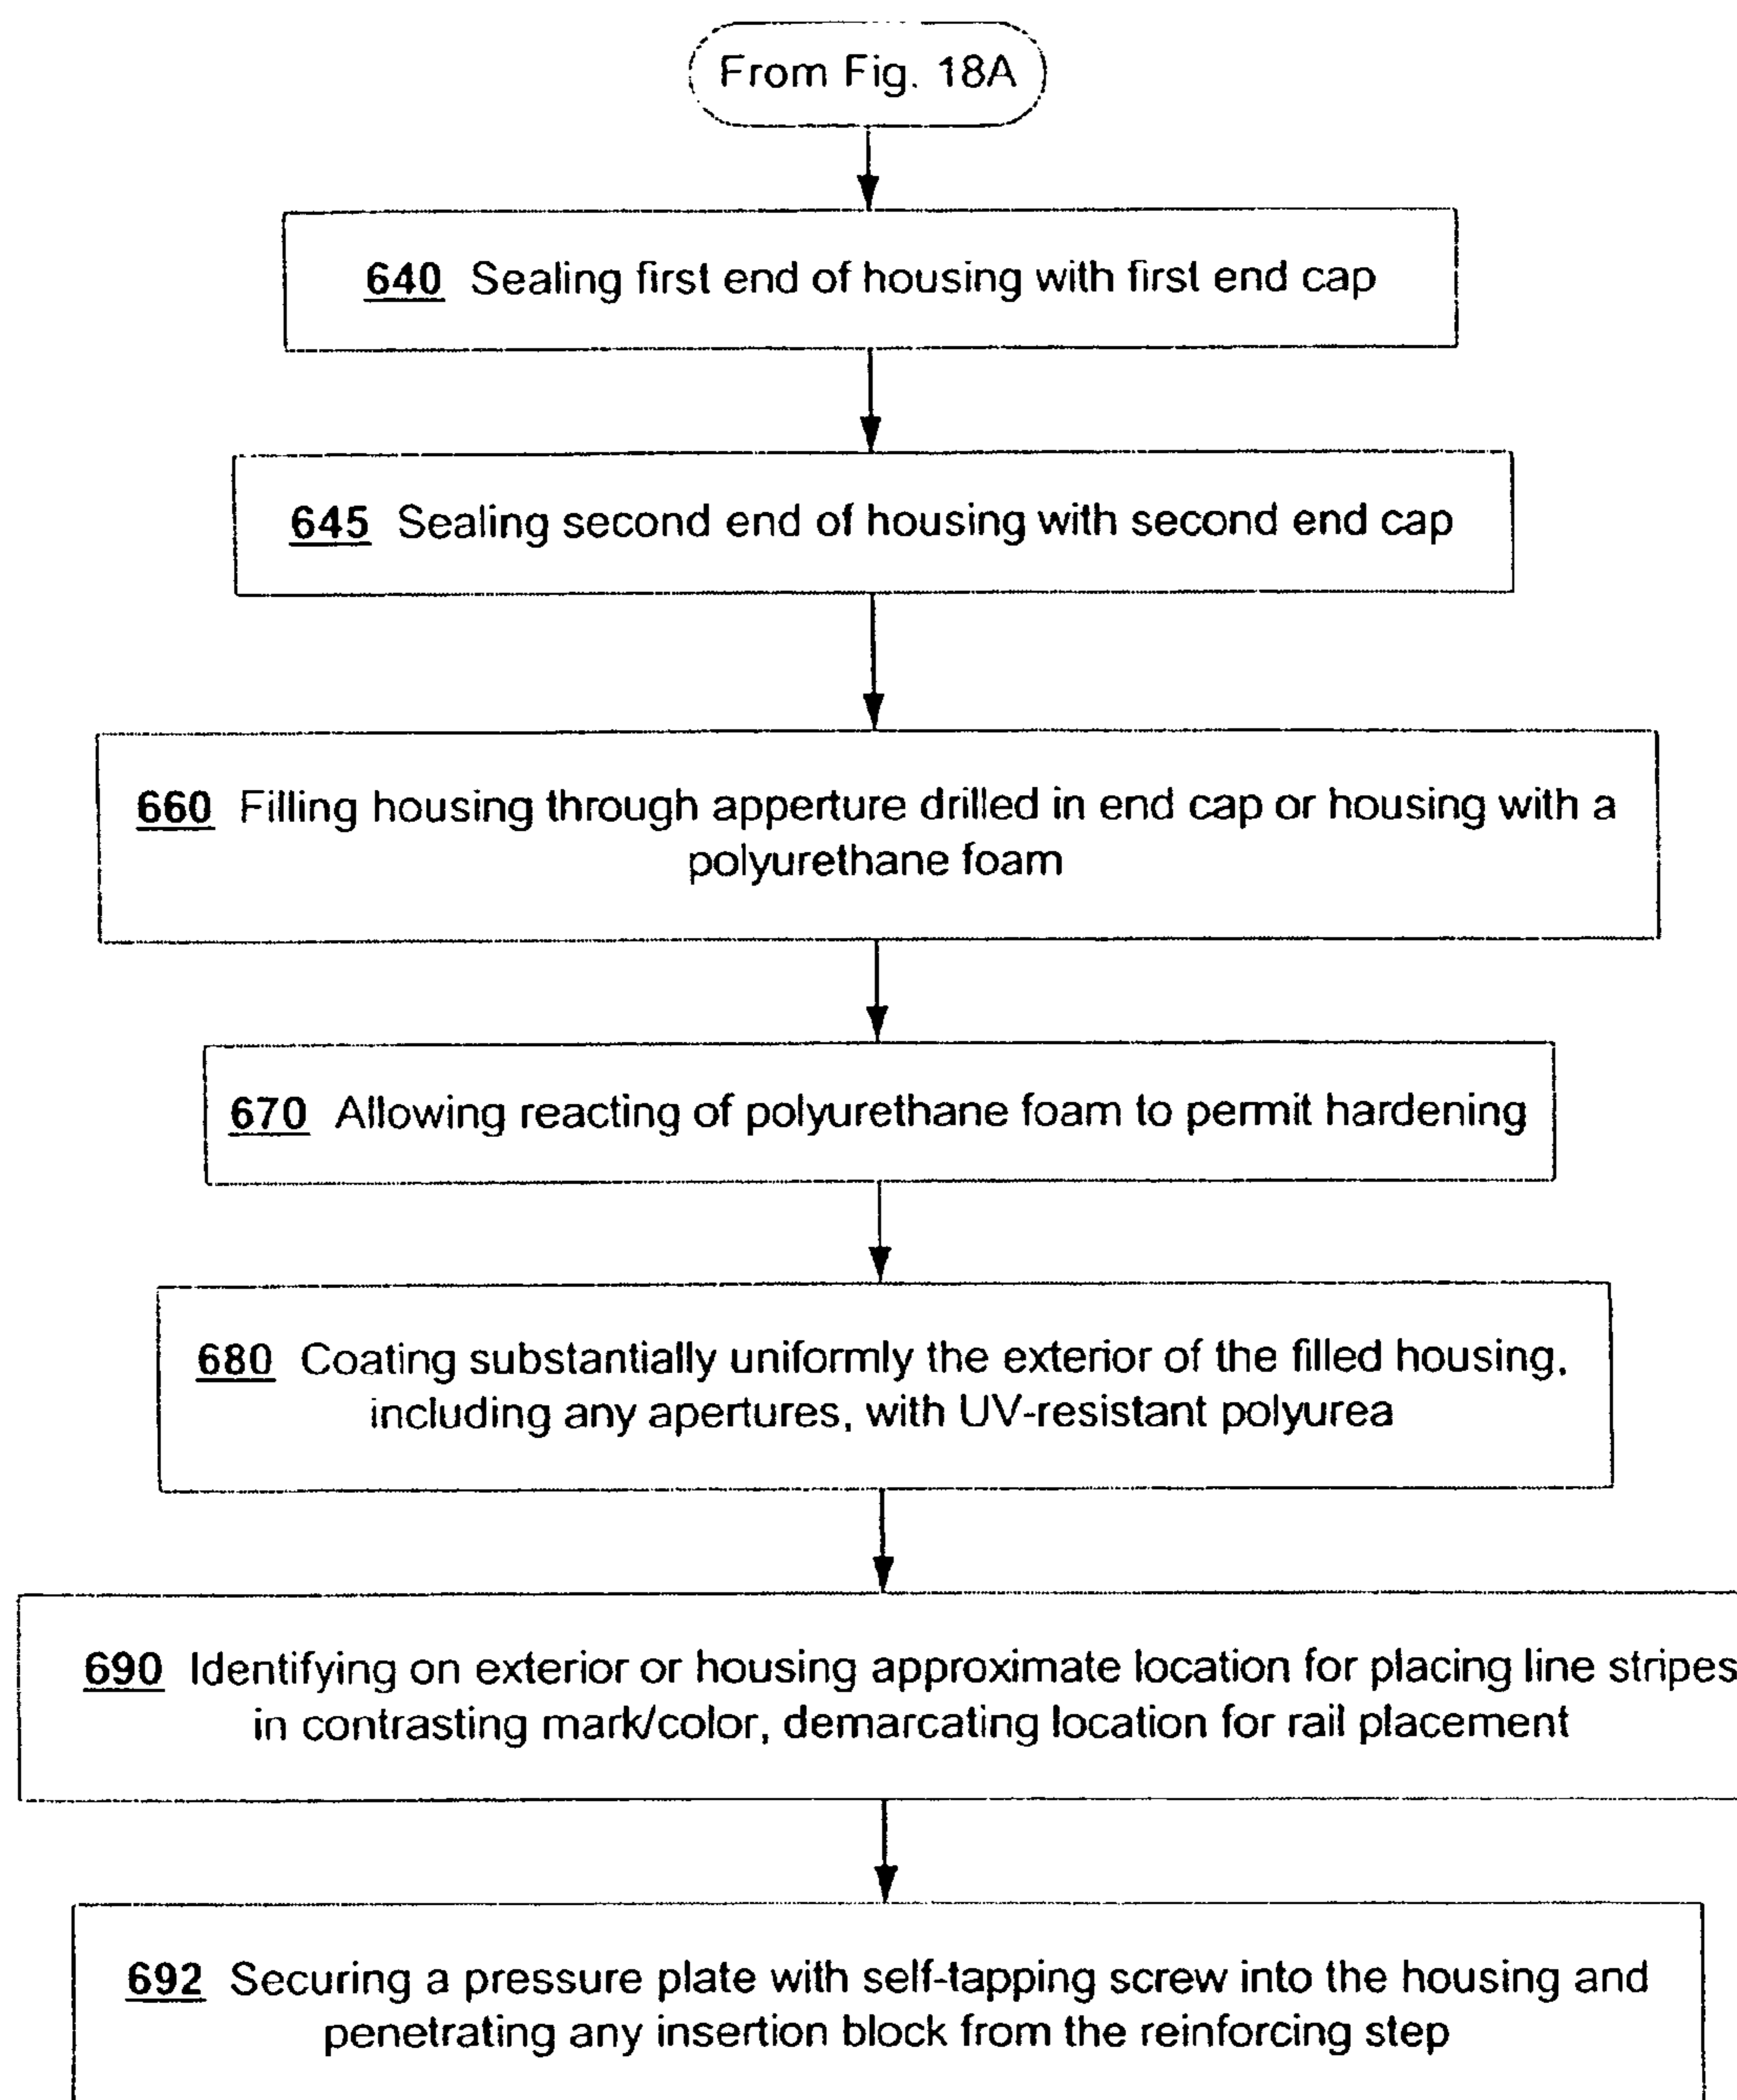 From Fig. 18A
640 Sealing first end of housing with first end cap
645 Sealing second end of housing with second end cap
660 Filling housing through apperture drilled in end cap or housing with a
polyurethane foam
670 Allowing reacting of polyurethane foam to permit hardening
680 Coating substantially uniformly the exterior of the filled housing,
including any apertures, with UV-resistant polyurea
690 Identifying on exterior or housing approximate location for placing line stripes
in contrasting mark/color, demarcating location for rail placement
692 Securing a pressure plate with self-tapping screw into the housing and
penetrating any insertion block from the reinforcing step